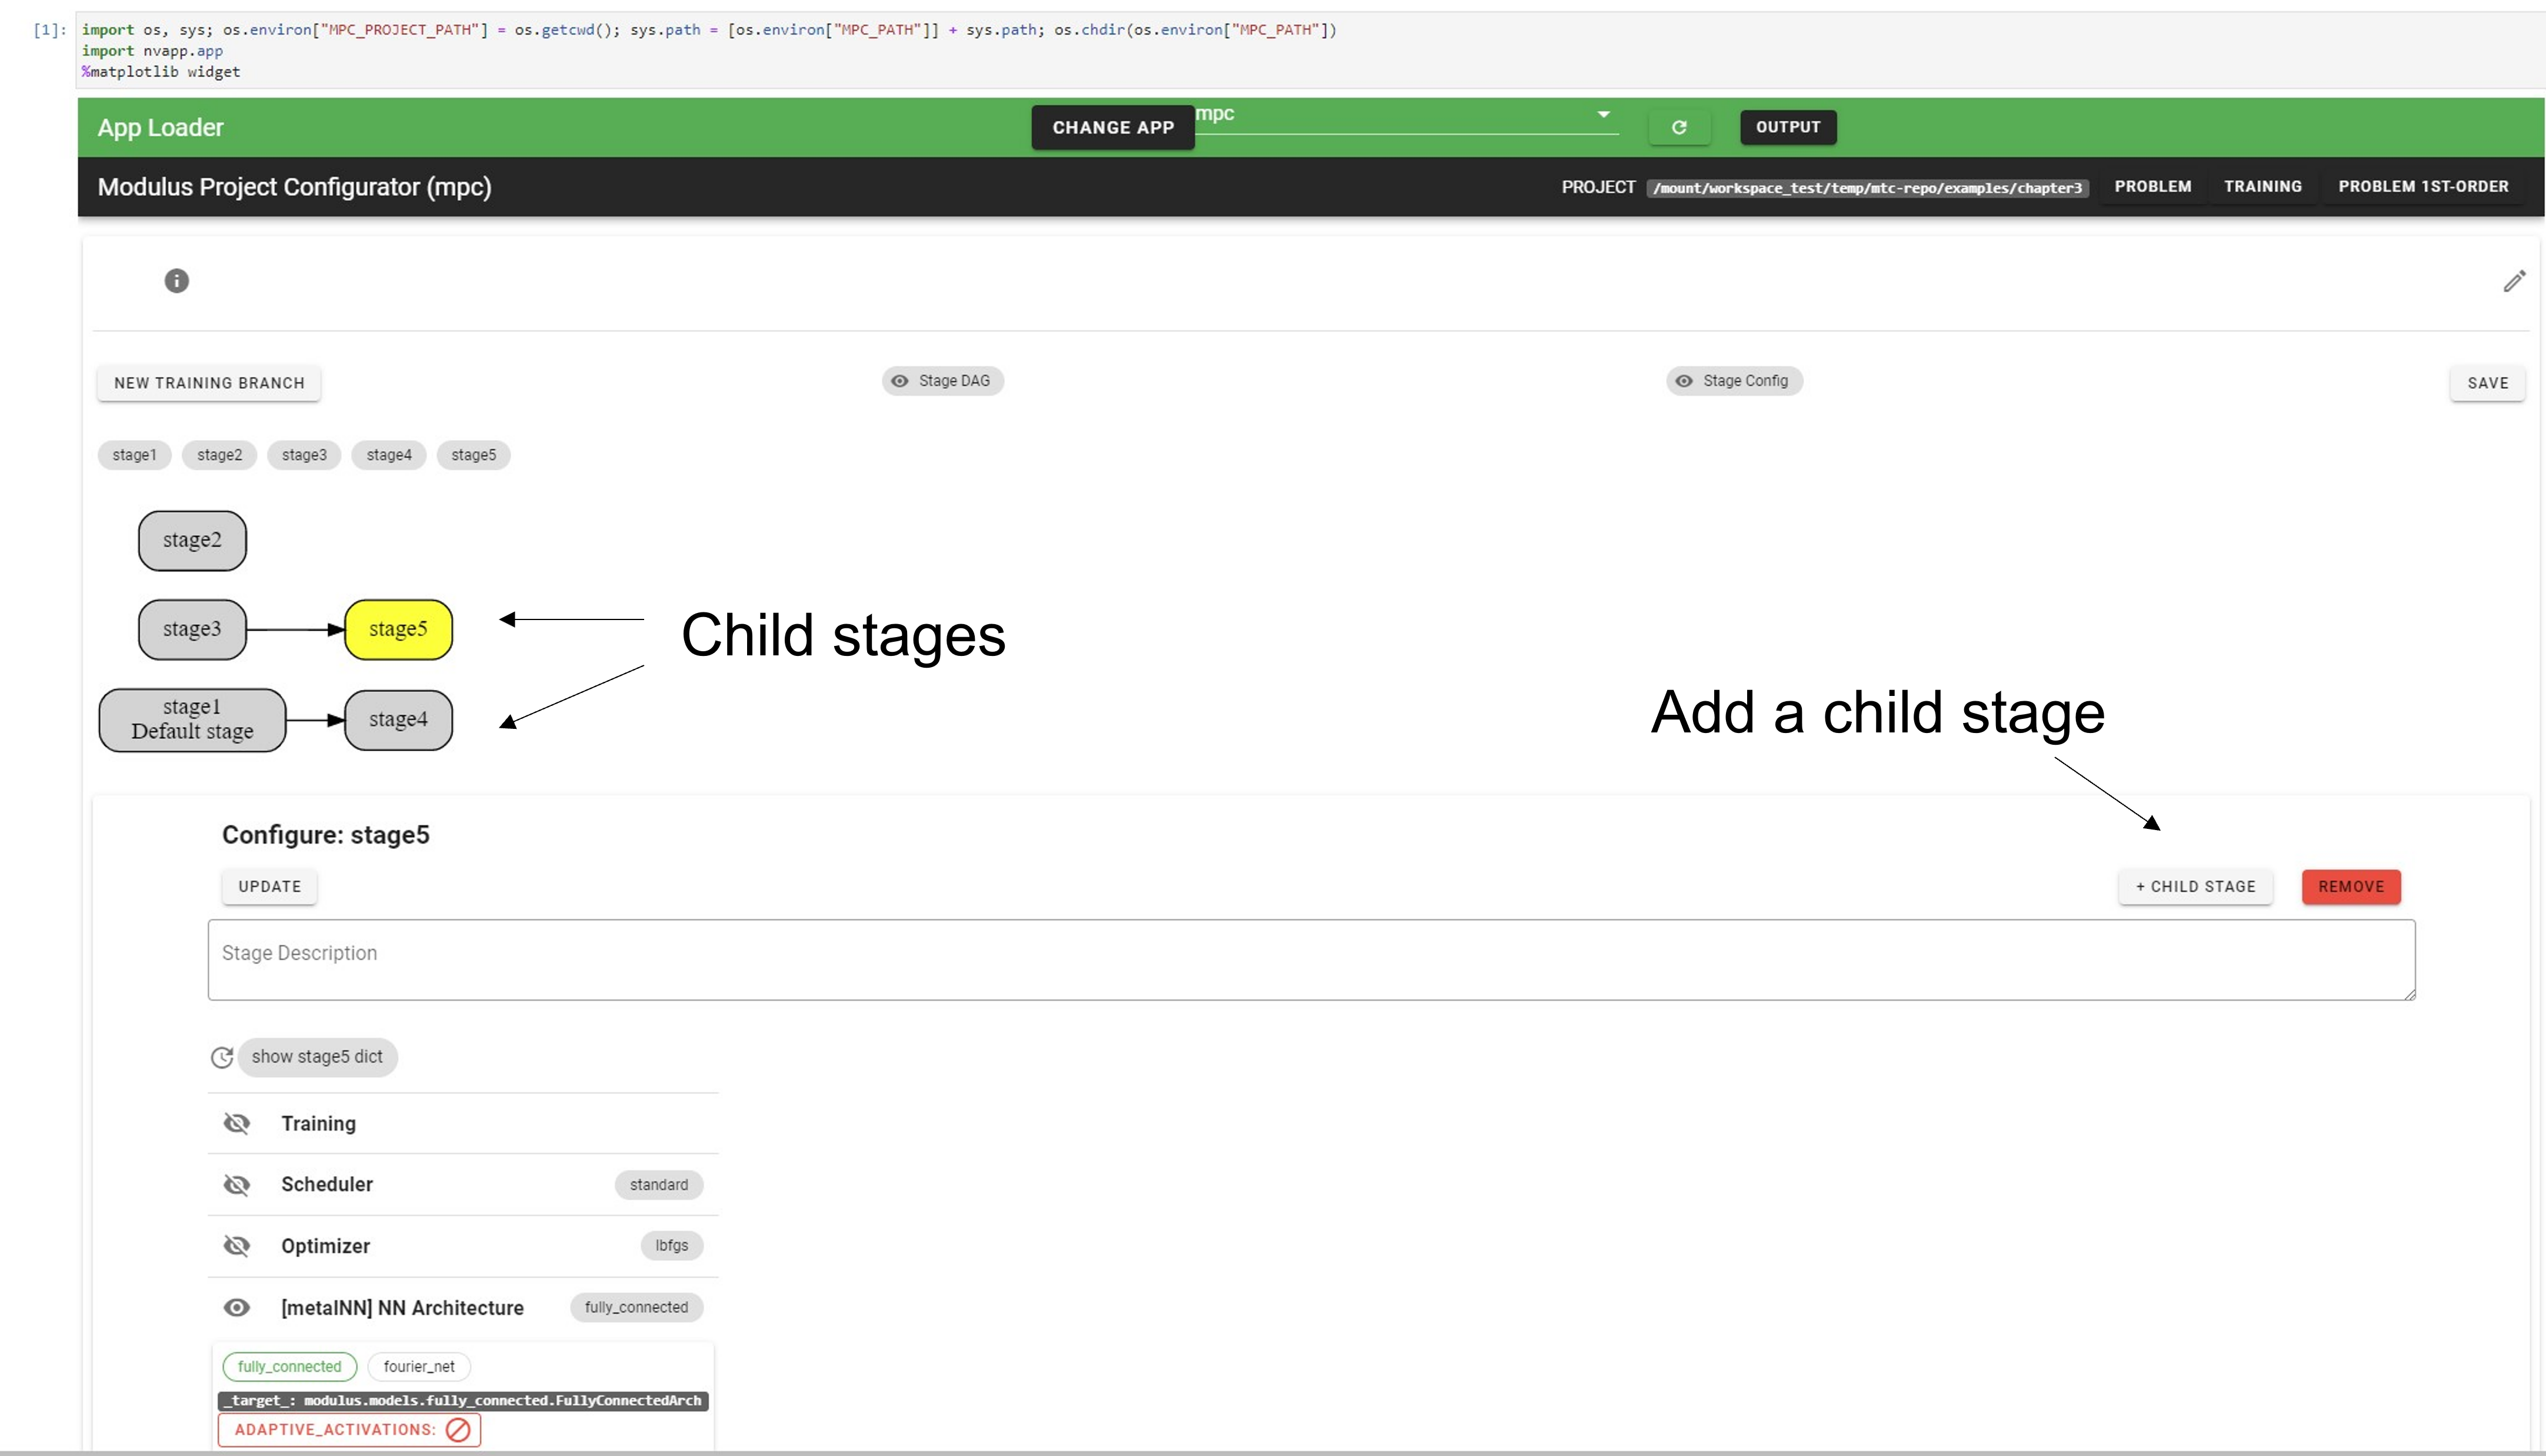 [1]: import os, sys; os.environ["MPC_PROJECT_PATH"] = os.getcwd(); sys.path = [os.environ["MPC_PATH"]] + sys.path; os.chdir(os.environ["MPC_PATH"])
import nvapp.app
%matplotlib widget
App Loader CHANGE APP mpc OUTPUT
Modulus Project Configurator (mpc) PROJECT /mount/workspace_test/temp/mtc-repo/examples/chapter3 PROBLEM TRAINING PROBLEM 1ST-ORDER
NEW TRAINING BRANCH Stage DAG Stage Config SAVE
stage1 stage2 stage3 stage4 stage5
stage2
stage3 stage5
Child stages
stage1
Default stage
stage4
Add a child stage
Configure: stage5
UPDATE + CHILD STAGE REMOVE
Stage Description
show stage5 dict
Training
Scheduler standard
Optimizer lbfgs
[metalNN] NN Architecture fully_connected
fully_connected fourier_net
_target_: modulus.models.fully_connected.FullyConnectedArch
ADAPTIVE_ACTIVATIONS: